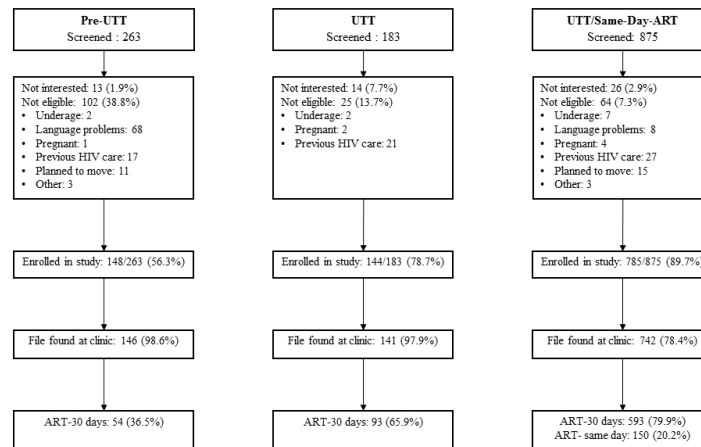 Pre-UTT
Screened : 263
Not interested: 13 (1.9%)
Not eligible: 102 (38.8%)
• Underage: 2
• Language problems: 68
• Pregnant: 1
• Previous HIV care: 17
• Planned to move: 11
• Other: 3
Enrolled in study: 148/263 (56.3%)
File found at clinic: 146 (98.6%)
ART-30 days: 54 (36.5%)
UTT
Screened: 183
Not interested: 14 (7.7%)
Not eligible: 25 (13.7%)
• Underage: 2
• Pregnant: 2
• Previous HIV care: 21
Enrolled in study: 144/183 (78.7%)
File found at clinic: 141 (97.9%)
ART-30 days: 93 (65.9%)
UTT/Same-Day-ART
Screened: 875
Not interested: 26 (2.9%)
Not eligible: 64 (7.3%)
• Underage: 7
• Language problems: 8
• Pregnant: 4
• Previous HIV care: 27
• Planned to move: 15
• Other: 3
Enrolled in study: 785/875 (89.7%)
File found at clinic: 742 (78.4%)
ART-30 days: 593 (79.9%)
ART- same day: 150 (20.2%)